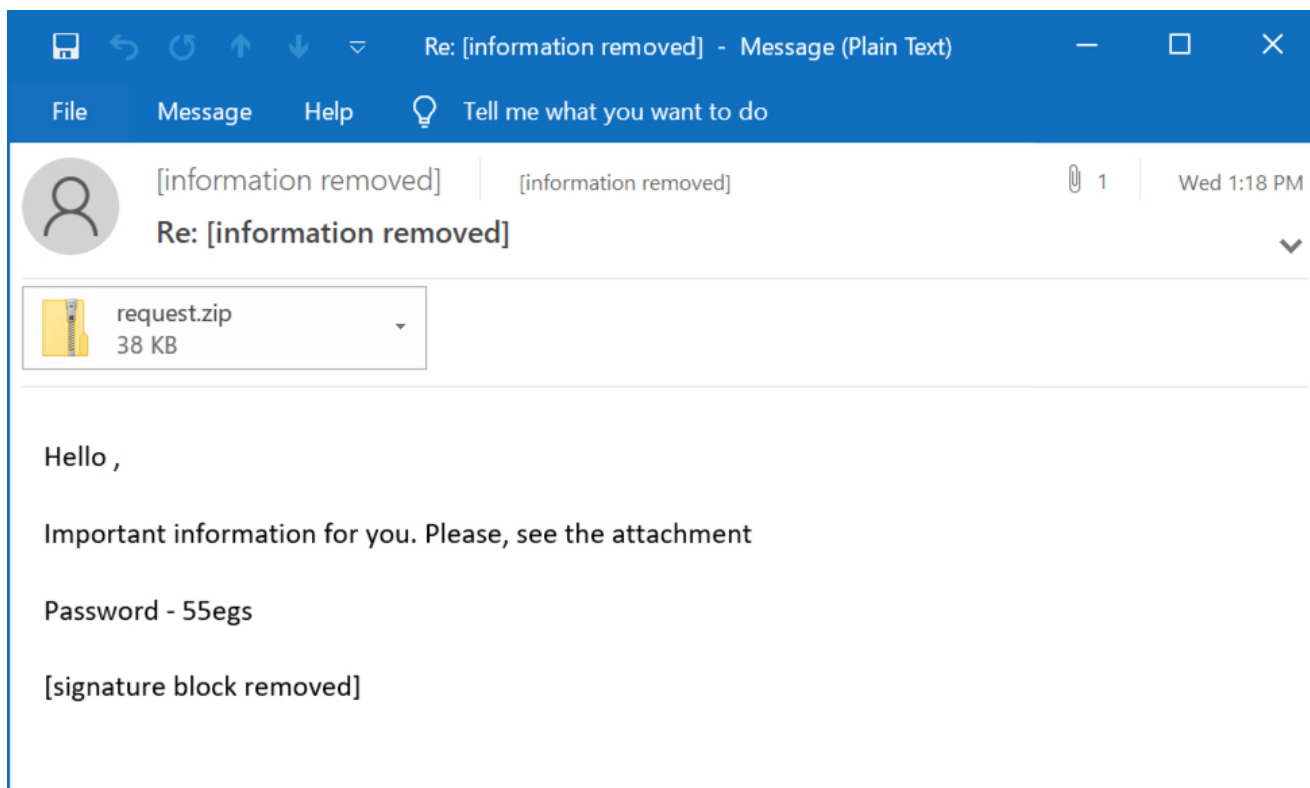 Re: [information removed] - Message (Plain Text)
File Message Help Tell me what you want to do
[information removed] [information removed] 1 Wed 1:18 PM
Re: [information removed]
request.zip
38 KB
Hello ,
Important information for you. Please, see the attachment
Password - 55egs
[signature block removed]